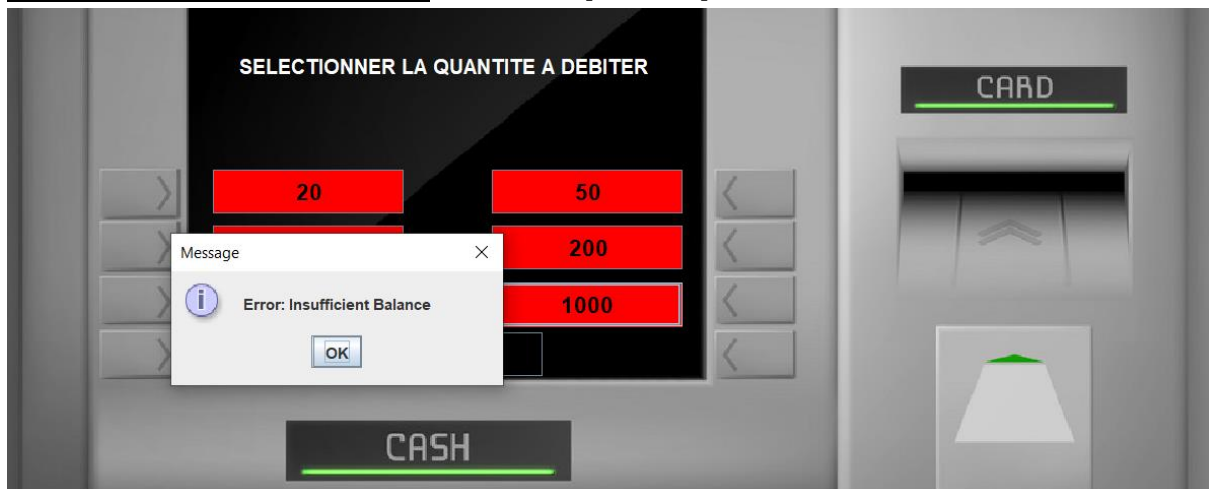 SELECTIONNER LA QUANTITE A DEBITER
CARD
20
50
200
Message
Error: Insufficient Balance
1000
OK
CASH